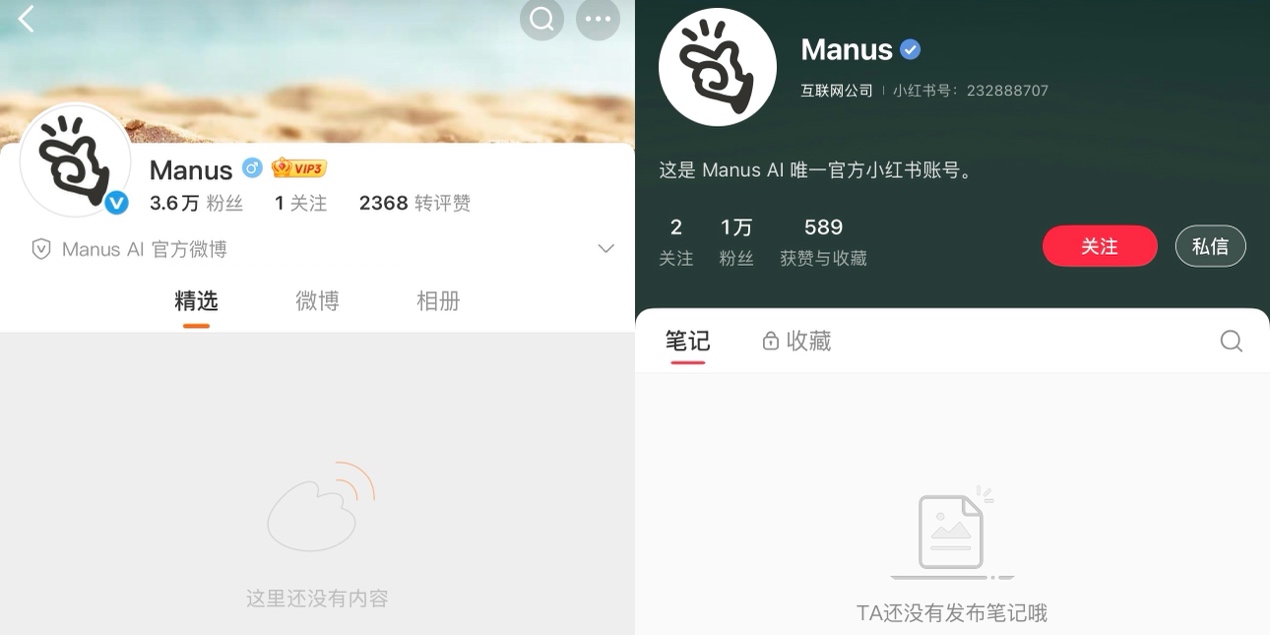 Manus
VIP3
3.6万 粉丝 1 关注 2368 转评赞
Manus AI 官方微博
精选 微博 相册
这里还没有内容
Manus
互联网公司 小红书号：232888707
这是 Manus AI 唯一官方小红书账号。
2 1万 589
关注 粉丝 获赞与收藏
关注 私信
笔记 收藏
TA还没有发布笔记哦